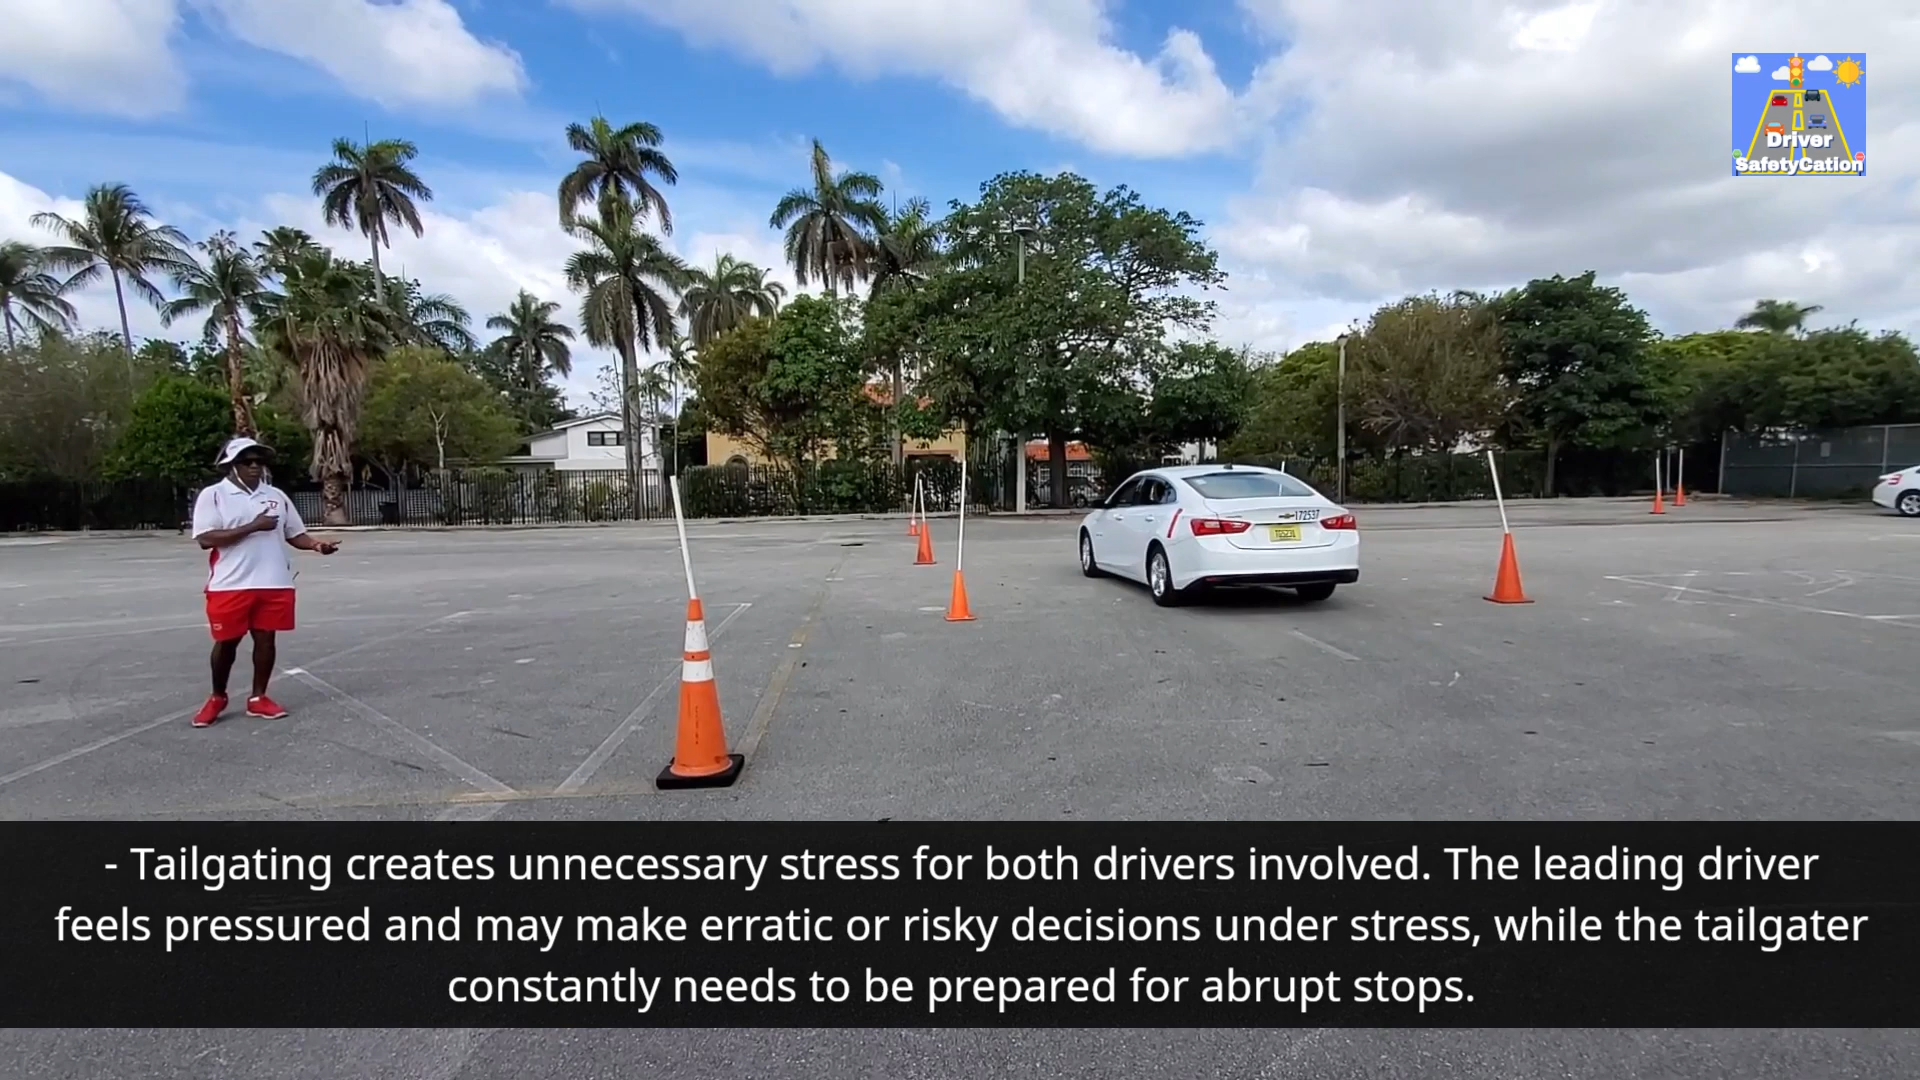 Driver
SafetyCation
172537
- Tailgating creates unnecessary stress for both drivers involved. The leading driver
feels pressured and may make erratic or risky decisions under stress, while the tailgater
constantly needs to be prepared for abrupt stops.